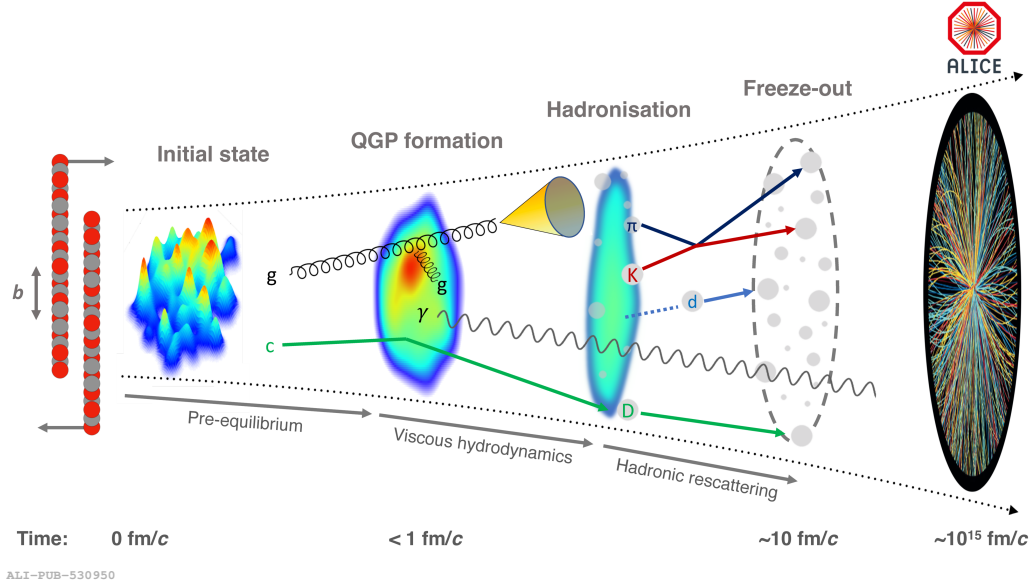 ALICE
Freeze-out
Hadronisation
QGP formation
Initial state
π
g
K
g
d
b
γ
c
D
Pre-equilibrium
Viscous hydrodynamics
Hadronic rescattering
Time: 0 fm/c < 1 fm/c ~10 fm/c ~10¹⁵ fm/c
ALI-PUB-530950